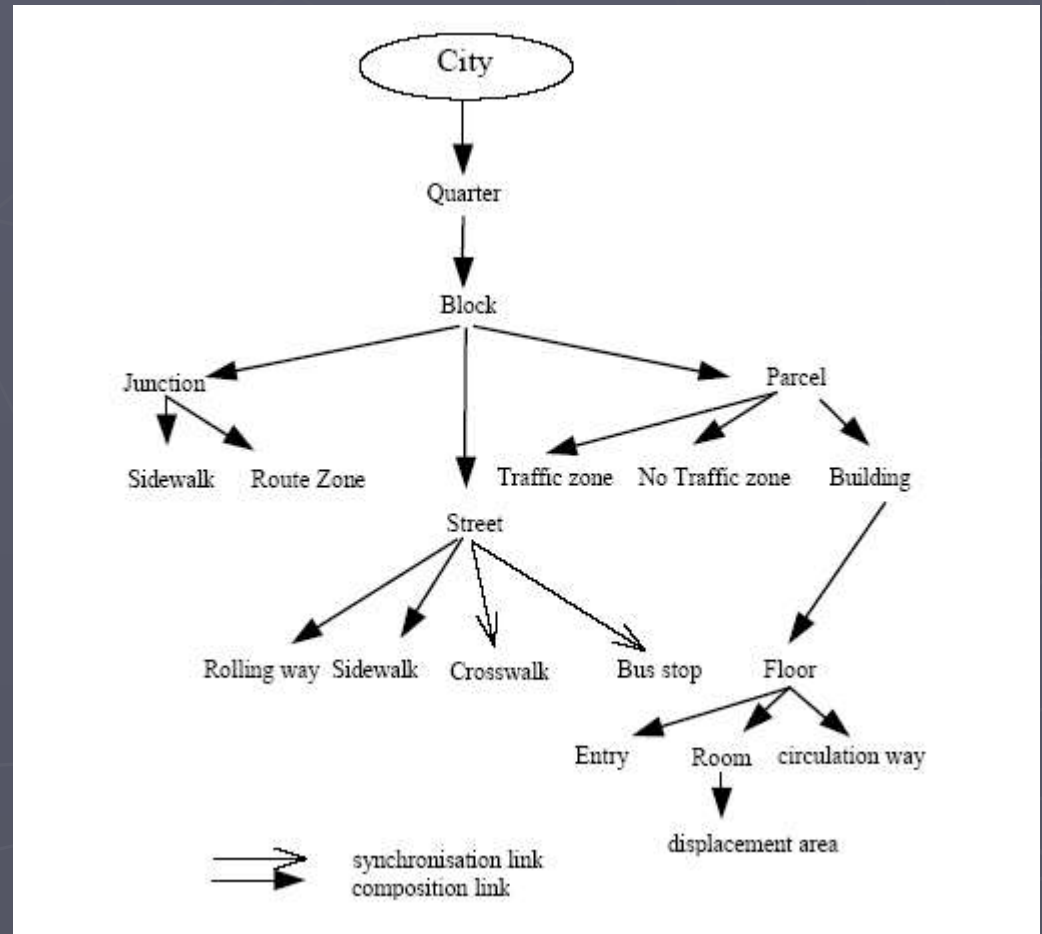 City
Quarter
Block
Junction
Parcel
Sidewalk
Route Zone
Traffic zone
No Traffic zone
Building
Street
Rolling way
Sidewalk
Crosswalk
Bus stop
Floor
Entry
Room
circulation way
displacement area
synchronisation link
composition link